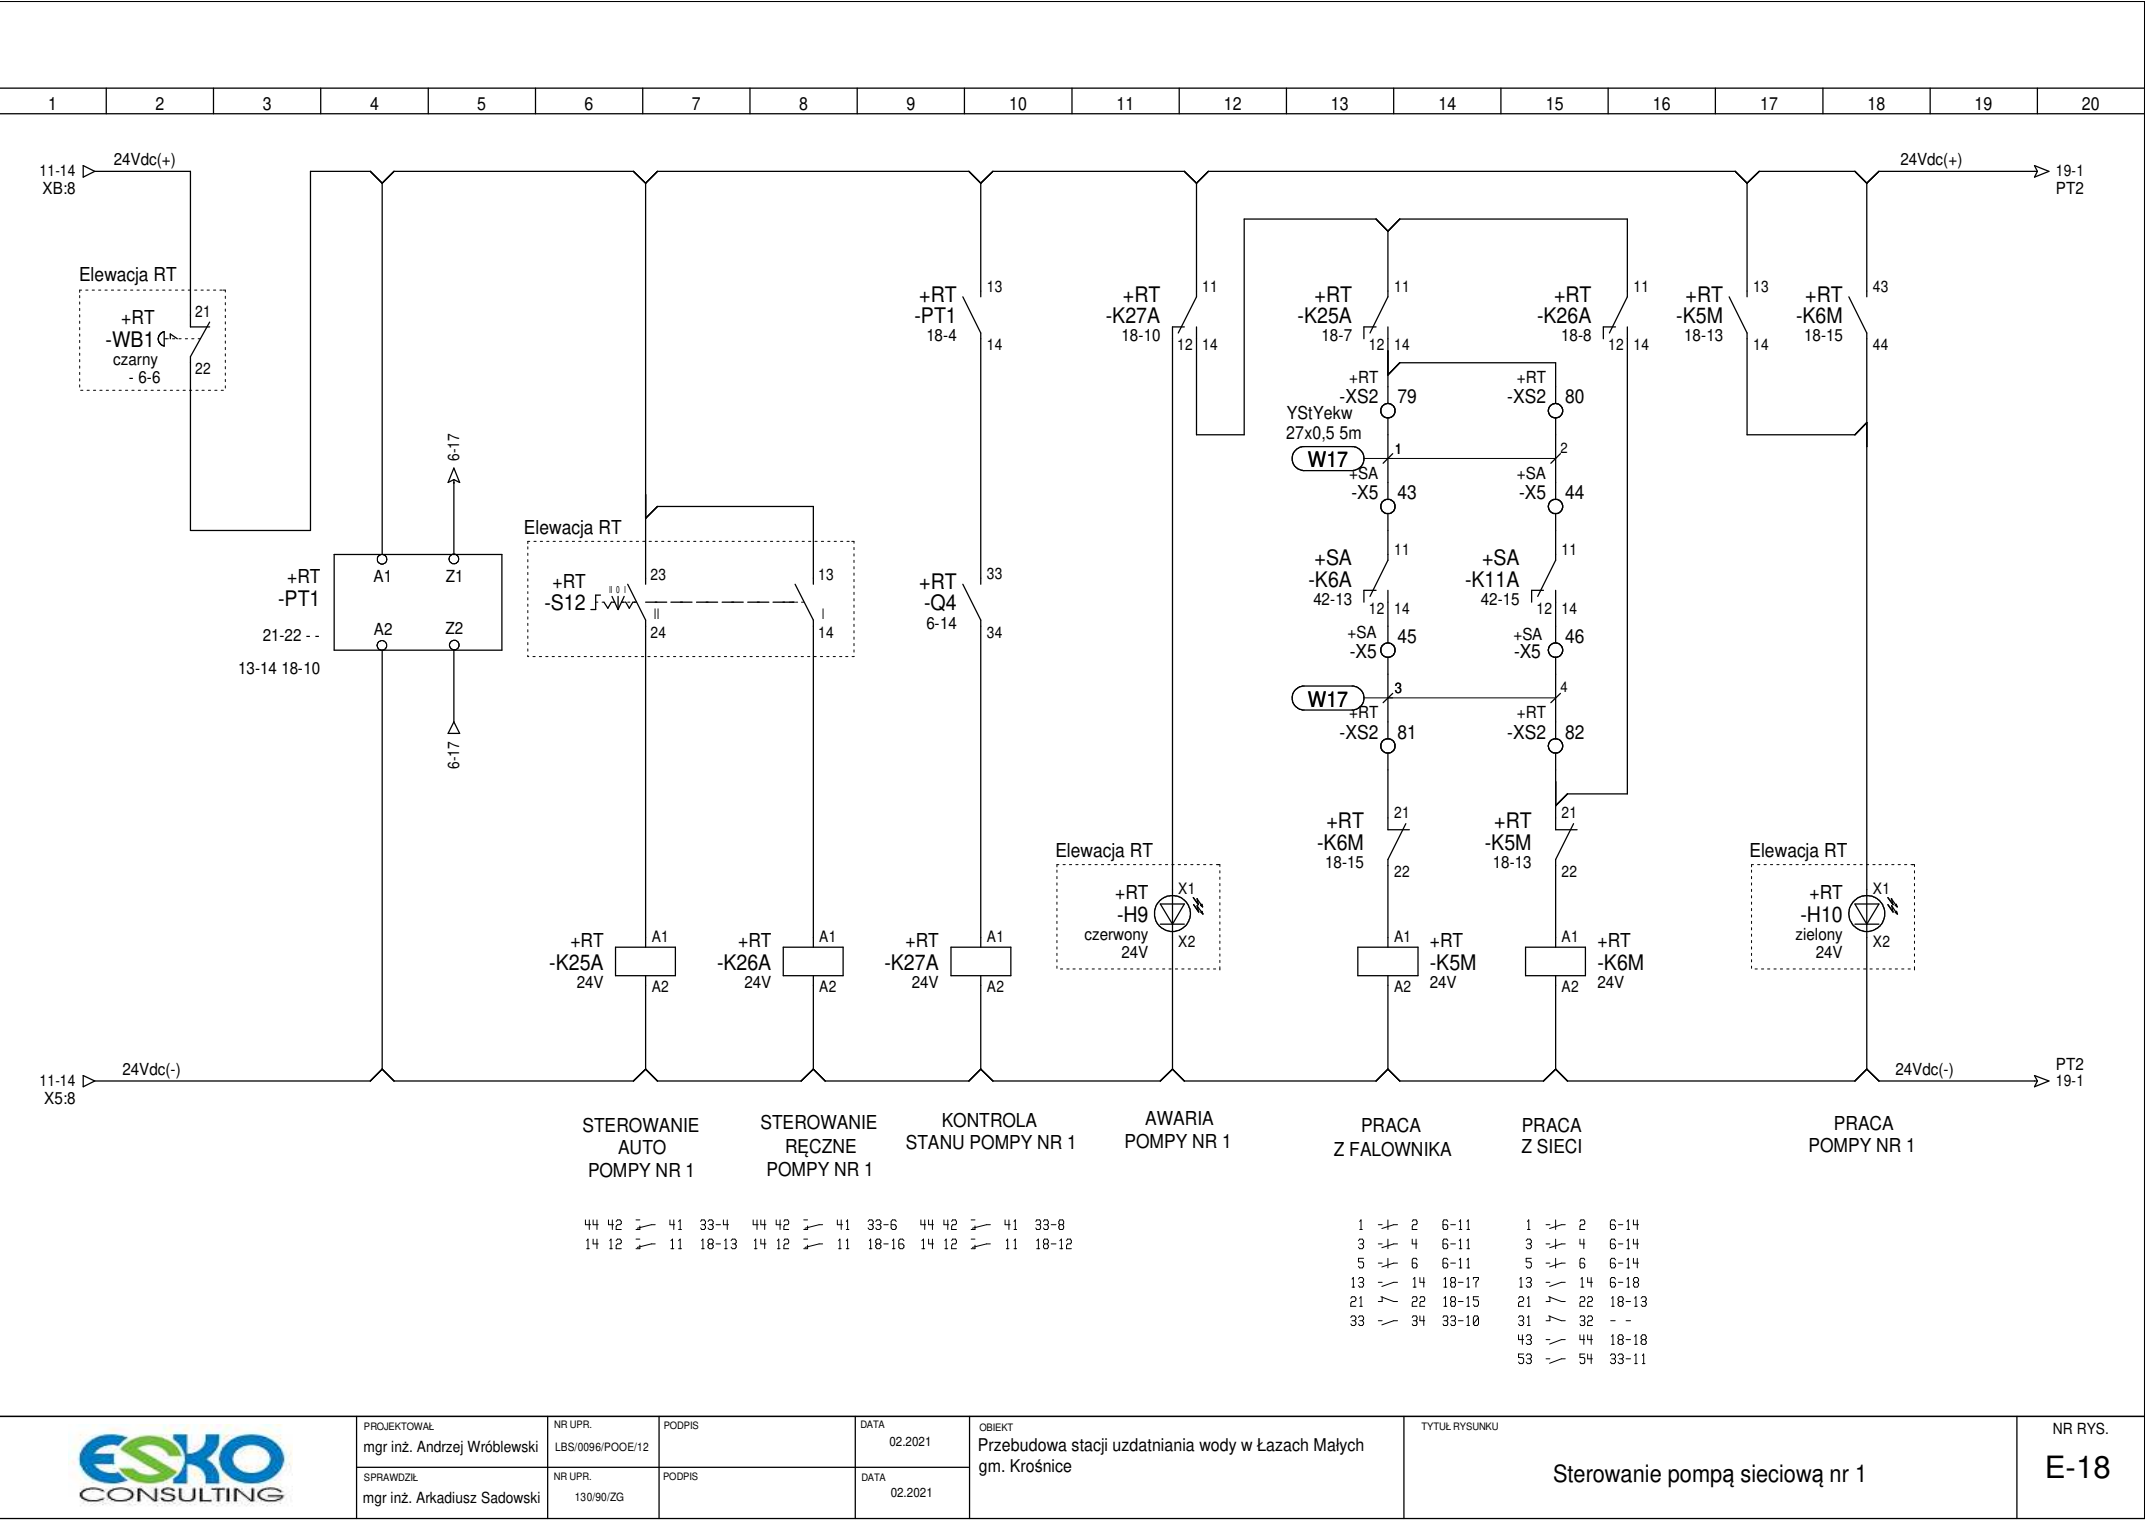 1 2 3 4 5 6 7 8 9 10 11 12 13 14 15 16 17 18 19 20
11-14
XB:8
24Vdc(+)
24Vdc(+)
19-1
PT2
Elewacja RT
+RT
-WB1
czarny
- 6-6
21
22
+RT
-PT1
21-22 - -
13-14 18-10
A1
Z1
A2
Z2
6-17
6-17
Elewacja RT
+RT
-S12
II 0 I
23
II
24
13
I
14
+RT
-PT1
18-4
13
14
+RT
-Q4
6-14
33
34
+RT
-K27A
18-10
11
12
14
+RT
-K25A
18-7
11
12
14
+RT
-K26A
18-8
11
12
14
+RT
-K5M
18-13
13
14
+RT
-K6M
18-15
43
44
+RT
-XS2
79
+RT
-XS2
80
YStYekw
27x0,5 5m
W17
1
2
+SA
-X5
43
+SA
-X5
44
+SA
-K6A
42-13
11
12
14
+SA
-K11A
42-15
11
12
14
+SA
-X5
45
+SA
-X5
46
W17
3
4
+RT
-XS2
81
+RT
-XS2
82
+RT
-K6M
18-15
21
22
+RT
-K5M
18-13
21
22
+RT
-K25A
24V
A1
A2
+RT
-K26A
24V
A1
A2
+RT
-K27A
24V
A1
A2
Elewacja RT
+RT
-H9
czerwony
24V
X1
X2
A1
A2
+RT
-K5M
24V
A1
A2
+RT
-K6M
24V
Elewacja RT
+RT
-H10
zielony
24V
X1
X2
11-14
X5:8
24Vdc(-)
24Vdc(-)
PT2
19-1
STEROWANIE
AUTO
POMPY NR 1
STEROWANIE
RĘCZNE
POMPY NR 1
KONTROLA
STANU POMPY NR 1
AWARIA
POMPY NR 1
PRACA
Z FALOWNIKA
PRACA
Z SIECI
PRACA
POMPY NR 1
44 42 41 33-4
14 12 11 18-13
44 42 41 33-6
14 12 11 18-16
44 42 41 33-8
14 12 11 18-12
1 2 6-11
3 4 6-11
5 6 6-11
13 14 18-17
21 22 18-15
33 34 33-10
1 2 6-14
3 4 6-14
5 6 6-14
13 14 6-18
21 22 18-13
31 32 - -
43 44 18-18
53 54 33-11
ESKO
CONSULTING
PROJEKTOWAŁ
mgr inż. Andrzej Wróblewski
NR UPR.
LBS/0096/POOE/12
PODPIS
DATA
02.2021
SPRAWDZIŁ
mgr inż. Arkadiusz Sadowski
NR UPR.
130/90/ZG
PODPIS
DATA
02.2021
OBIEKT
Przebudowa stacji uzdatniania wody w Łazach Małych
gm. Krośnice
TYTUŁ RYSUNKU
Sterowanie pompą sieciową nr 1
NR RYS.
E-18